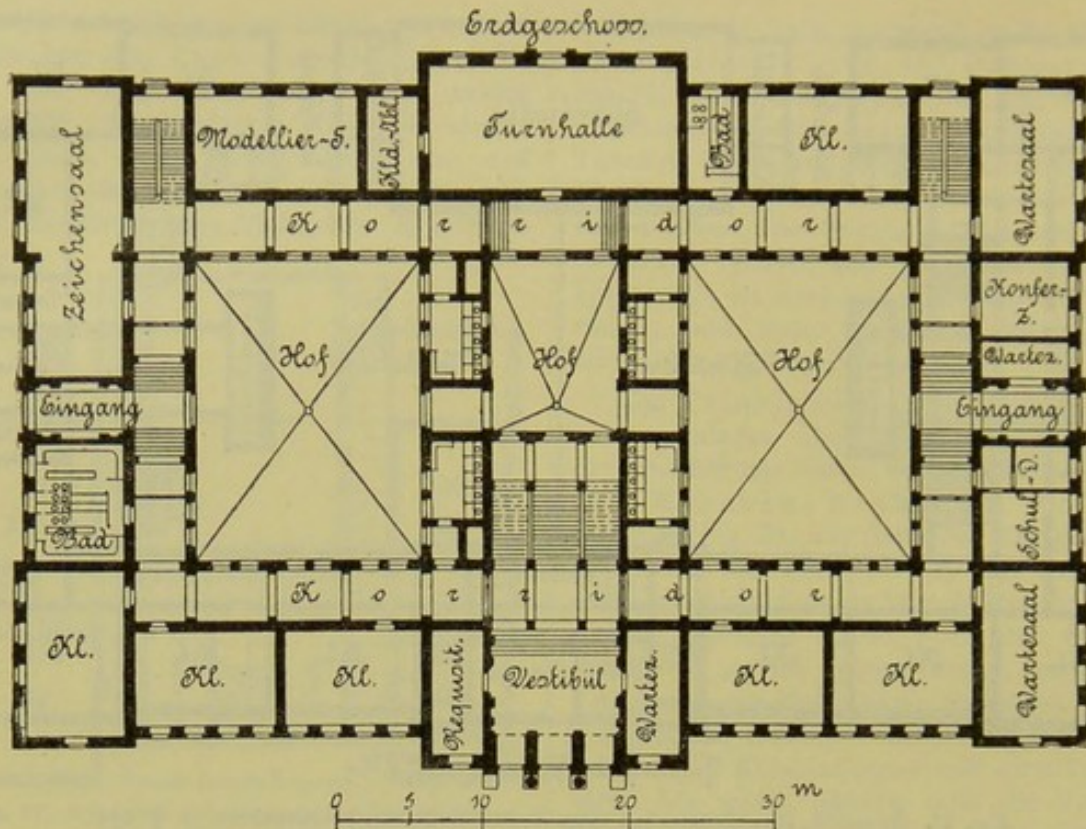 Erdgeschoss.
Zeichensaal
Modellier-S.
Kld.-Abl.
Turnhalle
Bad
Kl.
Wartesaal
K o r r i d o r
Konfer-
Z.
Wartez.
Hof
Hof
Hof
Eingang
Eingang
Bad
Schul-D.
K o r r i d o r
Kl.
Kl.
Kl.
Requisit.
Vestibül
Wartez.
Kl.
Kl.
Wartesaal
0 5 10 20 30 m